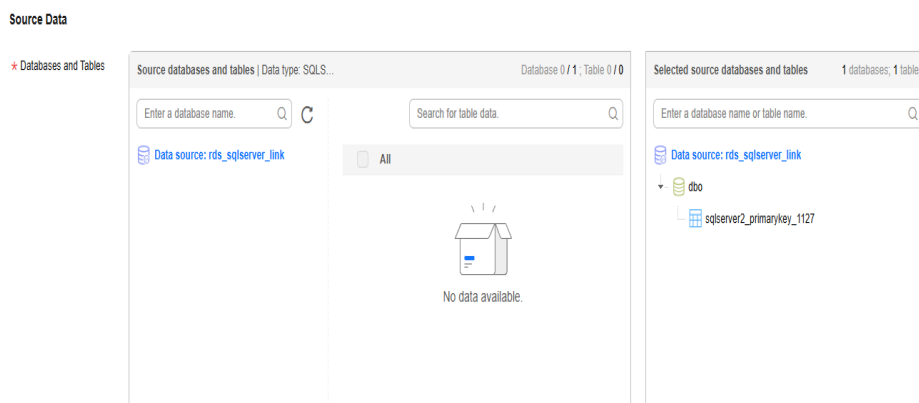 Source Data
* Databases and Tables
Source databases and tables | Data type: SQLS...
Database 0 / 1 ; Table 0 / 0
Enter a database name.
Search for table data.
Data source: rds_sqlserver_link
All
No data available.
Selected source databases and tables
1 databases; 1 table
Enter a database name or table name.
Data source: rds_sqlserver_link
dbo
sqlserver2_primarykey_1127